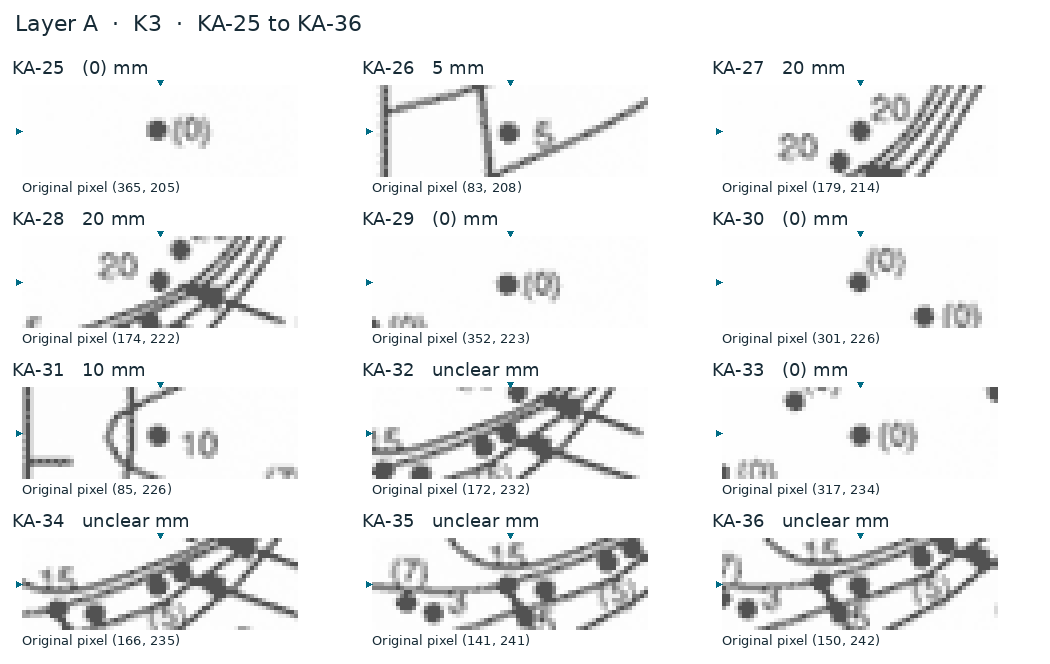 Layer A · K3 · KA-25 to KA-36
KA-25 (0) mm
KA-26 5 mm
KA-27 20 mm
(0)
5
20
20
Original pixel (365, 205)
Original pixel (83, 208)
Original pixel (179, 214)
KA-28 20 mm
KA-29 (0) mm
KA-30 (0) mm
20
(0)
(0)
(0)
Original pixel (174, 222)
Original pixel (352, 223)
Original pixel (301, 226)
KA-31 10 mm
KA-32 unclear mm
KA-33 (0) mm
10
15
(0)
(0)
Original pixel (85, 226)
Original pixel (172, 232)
Original pixel (317, 234)
KA-34 unclear mm
KA-35 unclear mm
KA-36 unclear mm
15
(5)
(7)
3
15
(5)
15
3
(5)
Original pixel (166, 235)
Original pixel (141, 241)
Original pixel (150, 242)